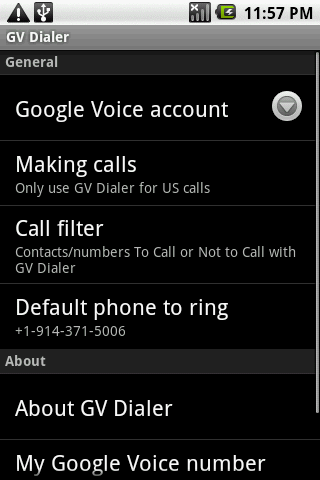 11:57 PM
GV Dialer
General
Google Voice account
Making calls
Only use GV Dialer for US calls
Call filter
Contacts/numbers To Call or Not to Call with
GV Dialer
Default phone to ring
+1-914-371-5006
About
About GV Dialer
My Google Voice number